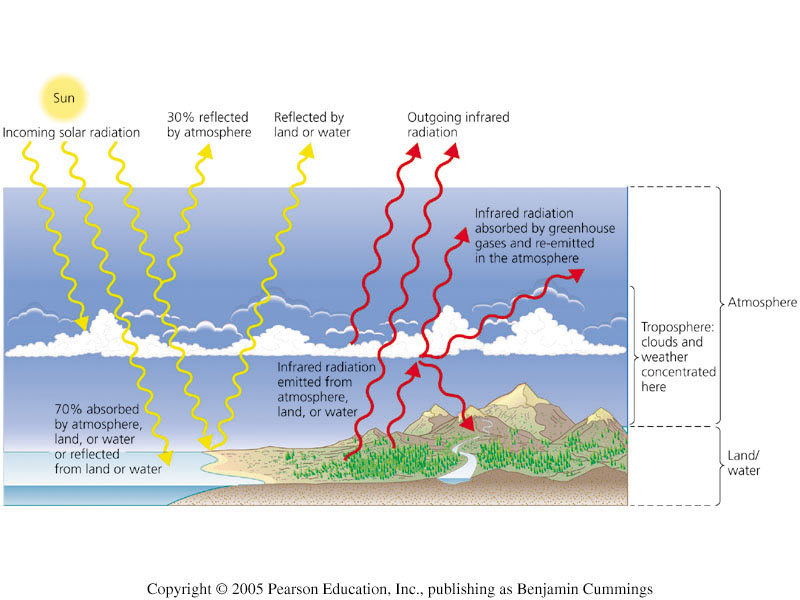 Sun
Incoming solar radiation
30% reflected
by atmosphere
Reflected by
land or water
Outgoing infrared
radiation
Infrared radiation
absorbed by greenhouse
gases and re-emitted
in the atmosphere
Atmosphere
Troposphere:
clouds and
weather
concentrated
here
Infrared radiation
emitted from
atmosphere,
land, or water
70% absorbed
by atmosphere,
land, or water
or reflected
from land or water
Land/
water
Copyright © 2005 Pearson Education, Inc., publishing as Benjamin Cummings